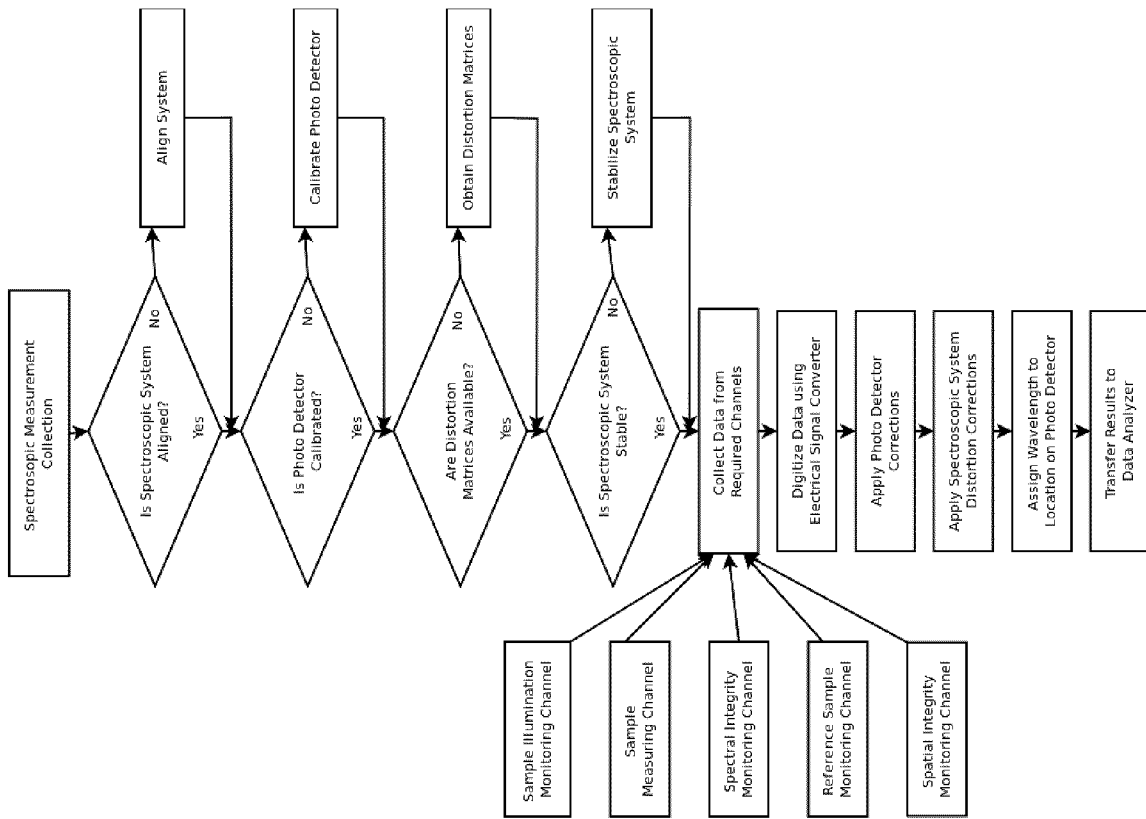 Spectrosopic Measurement
Collection
Is Spectroscopic System
Aligned?
No
Yes
Align System
Is Photo Detector
Calibrated?
No
Yes
Calibrate Photo Detector
Are Distortion
Matrices Available?
No
Yes
Obtain Distortion Matrices
Is Spectroscopic System
Stable?
No
Yes
Stabilize Spectroscopic
System
Sample Illumination
Monitoring Channel
Sample
Measuring Channel
Spectral Integrity
Monitoring Channel
Reference Sample
Monitoring Channel
Spatial Integrity
Monitoring Channel
Collect Data from
Required Channels
Digitize Data using
Electrical Signal Converter
Apply Photo Detector
Corrections
Apply Spectroscopic System
Distortion Corrections
Assign Wavelength to
Location on Photo Detector
Transfer Results to
Data Analyzer